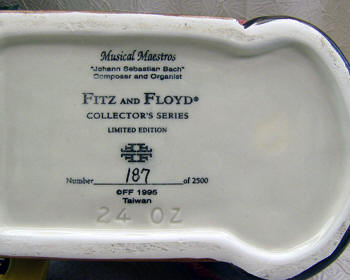 Musical Maestros
"Johann Sebastian Bach"
Composer and Organist
FITZ AND FLOYD®
COLLECTOR'S SERIES
LIMITED EDITION
Number 187 of 2500
©FF 1995
Taiwan
24 OZ